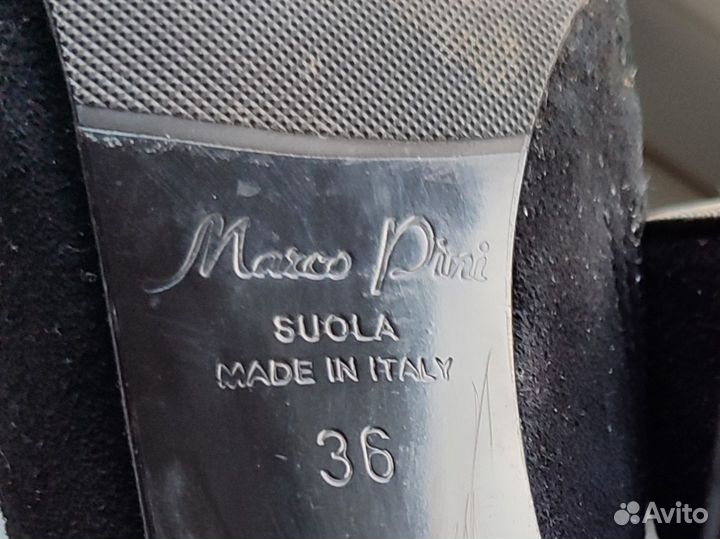 Marco Pini
SUOLA
MADE IN ITALY
36
Avito